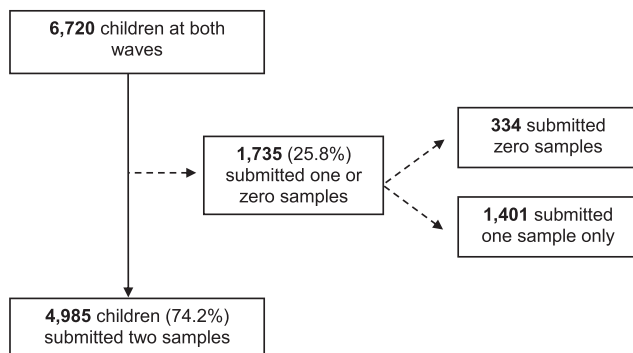 6,720 children at both
waves
1,735 (25.8%)
submitted one or
zero samples
334 submitted
zero samples
1,401 submitted
one sample only
4,985 children (74.2%)
submitted two samples